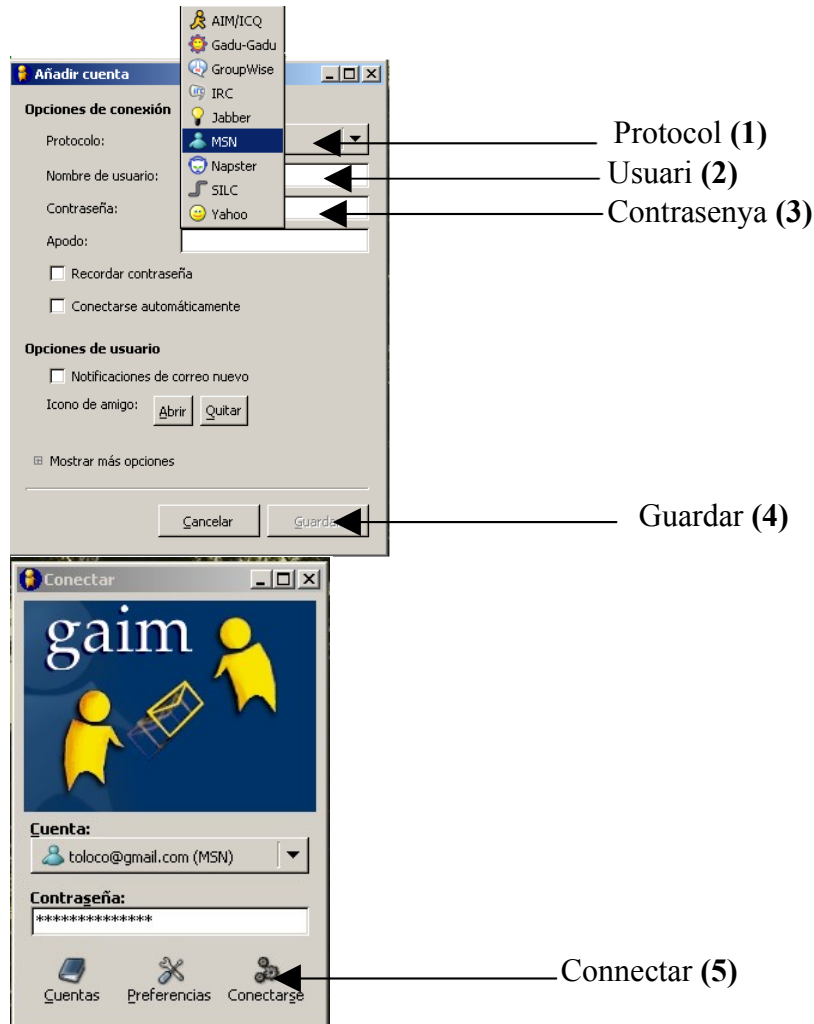 AIM/ICQ
Gadu-Gadu
Añadir cuenta
GroupWise
IRC
Opciones de conexión
Jabber
Protocolo:
MSN
Protocol (1)
Napster
Nombre de usuario:
Usuari (2)
SILC
Contraseña:
Yahoo
Contrasenya (3)
Apodo:
Recordar contraseña
Conectarse automáticamente
Opciones de usuario
Notificaciones de correo nuevo
Icono de amigo: Abrir Quitar
Mostrar más opciones
Cancelar
Guardar (4)
Conectar
gaim
Cuenta:
toloco@gmail.com (MSN)
Contraseña:
**************
Cuentas Preferencias Conectarse
Connectar (5)